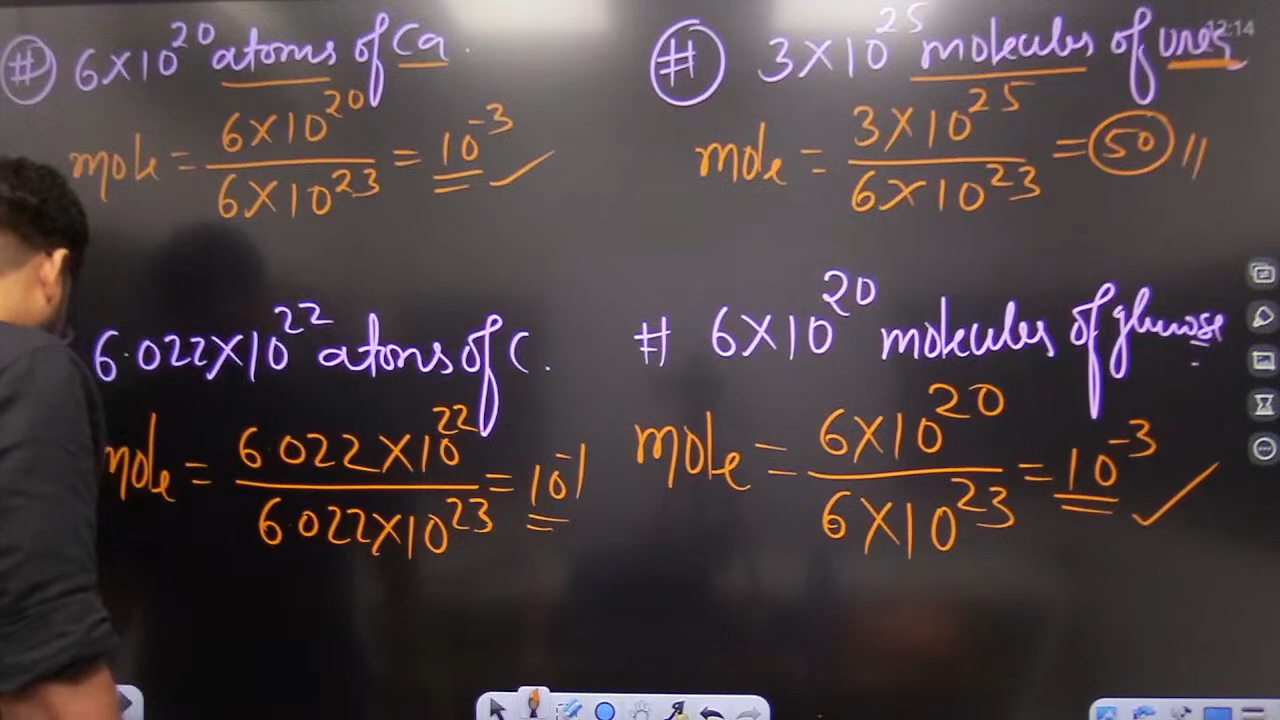 # 6×10^20 atoms of Ca.
mole = 6×10^20 / 6×10^23 = 10^-3 ✓
6.022×10^22 atoms of C.
mole = 6.022×10^22 / 6.022×10^23 = 10^-1
12:14
# 3×10^25 molecules of urea
mole = 3×10^25 / 6×10^23 = 50 //
# 6×10^20 molecules of glucose
mole = 6×10^20 / 6×10^23 = 10^-3 ✓